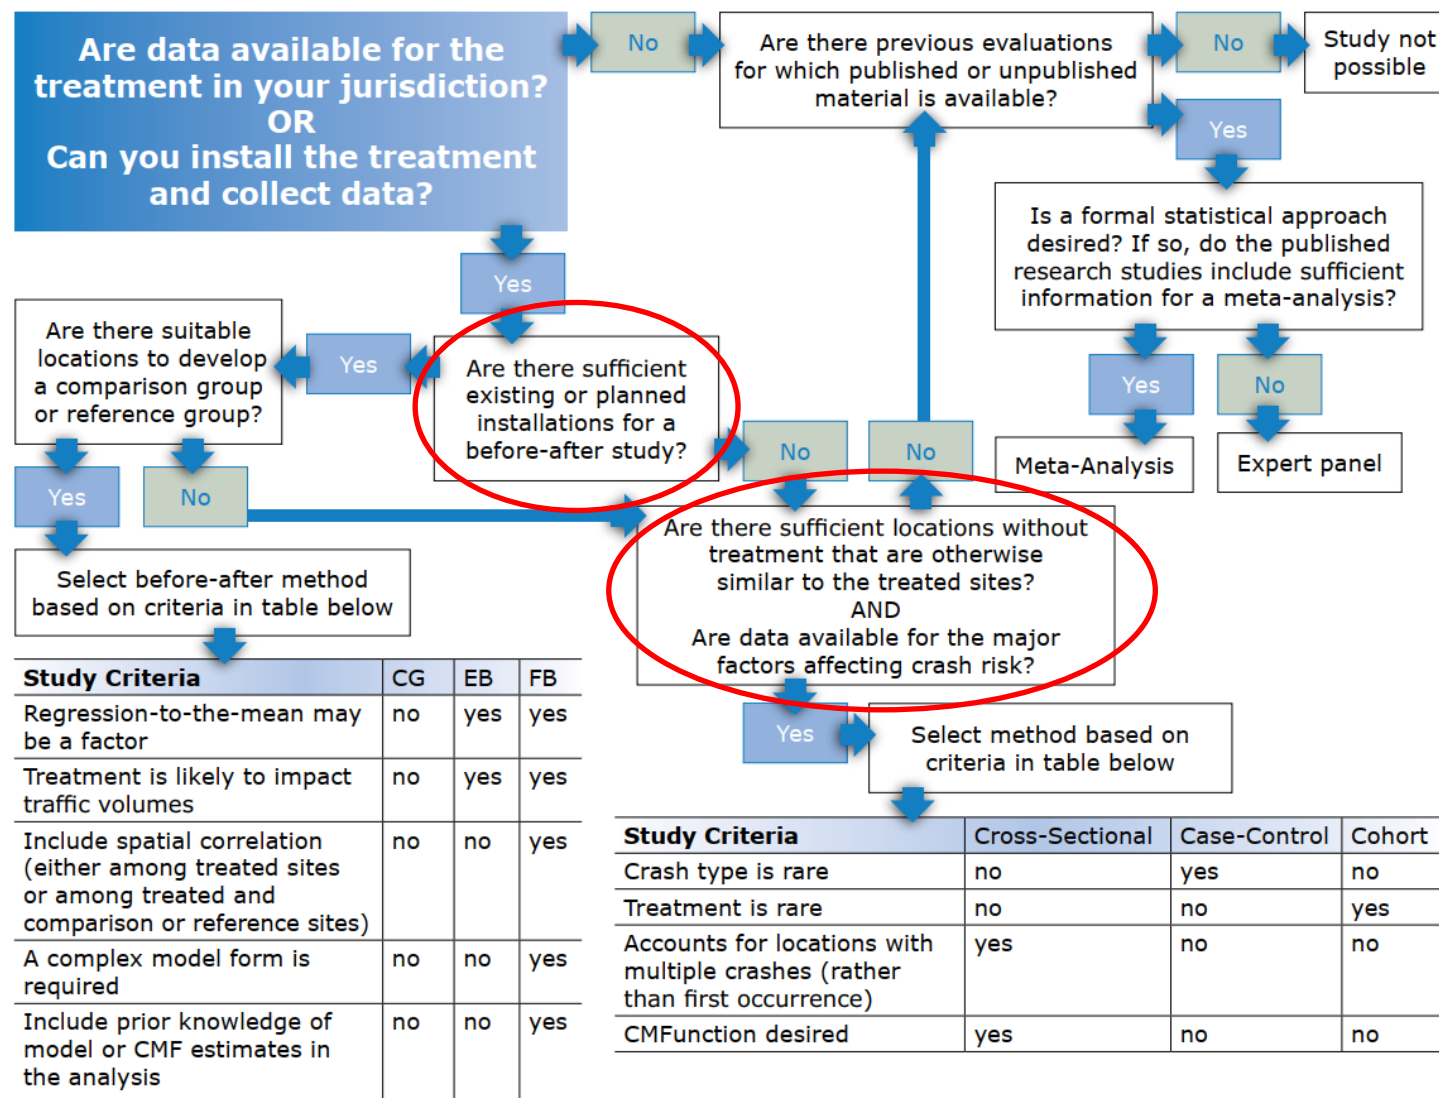 Are data available for the
treatment in your jurisdiction?
OR
Can you install the treatment
and collect data?
No
Are there previous evaluations
for which published or unpublished
material is available?
No
Study not
possible
Yes
Is a formal statistical approach
desired? If so, do the published
research studies include sufficient
information for a meta-analysis?
Yes
No
Meta-Analysis
Expert panel
Yes
Are there sufficient
existing or planned
installations for a
before-after study?
Yes
Are there suitable
locations to develop
a comparison group
or reference group?
Yes
No
No
No
Are there sufficient locations without
treatment that are otherwise
similar to the treated sites?
AND
Are data available for the major
factors affecting crash risk?
Select before-after method
based on criteria in table below
Yes
Select method based on
criteria in table below
Study Criteria CG EB FB
Regression-to-the-mean may no yes yes
be a factor
Treatment is likely to impact no yes yes
traffic volumes
Include spatial correlation no no yes
(either among treated sites
or among treated and
comparison or reference sites)
A complex model form is no no yes
required
Include prior knowledge of no no yes
model or CMF estimates in
the analysis
Study Criteria Cross-Sectional Case-Control Cohort
Crash type is rare no yes no
Treatment is rare no no yes
Accounts for locations with yes no no
multiple crashes (rather
than first occurrence)
CMFunction desired yes no no